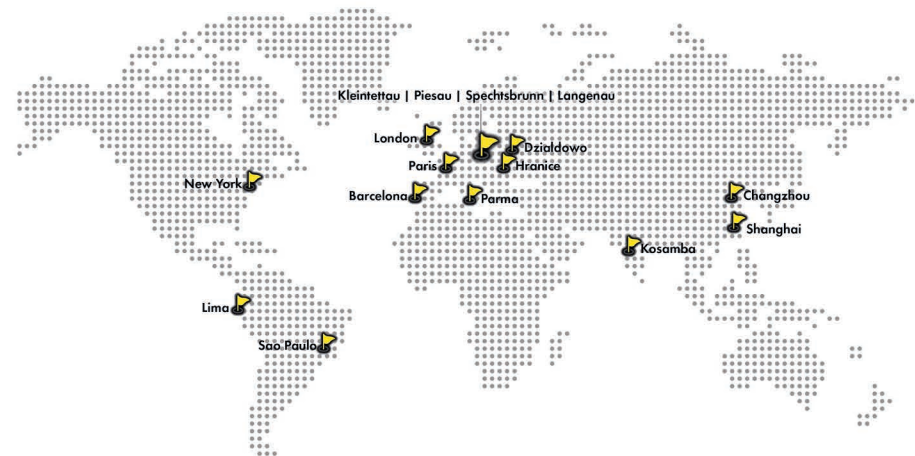 Kleintettau | Piesau | Spechtsbrunn | Langenau
London
Dzialdowo
Paris
Hranice
New York
Barcelona
Parma
Changzhou
Shanghai
Kosamba
Lima
Sao Paulo